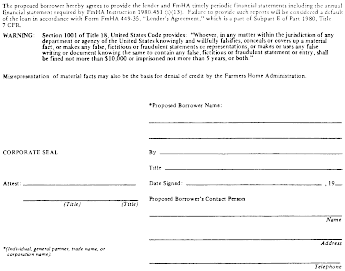 The proposed borrower hereby agrees to provide the lender and FmHA timely periodic financial statements including the annual
financial statement required by FmHA Instruction 1980-451 Failure to provide such reports will be considered a default
of the loan in accordance with Form FmHA 449-35, "Lender's Agreement," which is a part of Subpart E of Part 1980, Title
7 CFR.
WARNING: Section 1001 of Title 18, United States Code provides: "Whoever, in any matter within the jurisdiction of any
department or agency of the United States knowingly and willfully falsifies, conceals or covers up a material
fact, or makes any false, fictitious or fraudulent statements or representations, or makes or uses any false
writing or document knowing the same to contain any false, fictitious or fraudulent statement or entry, shall
be fined not more than $10,000 or imprisoned not more than 5 years, or both."
Misrepresentation of material facts may also be the basis for denial of credit by the Farmers Home Administration.
*Proposed Borrower Name:
CORPORATE SEAL By
Title
Attest: Date Signed: , 19
(Title) (Title) Proposed Borrower's Contact Person
Name
Address
*(Individual, general partner, trade name, or
corporation name)
Telephone